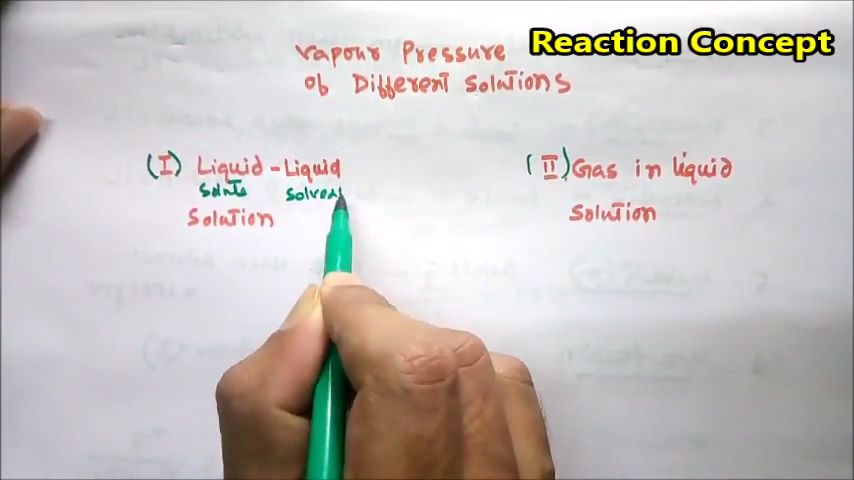 Reaction Concept
Vapour Pressure
of Different Solutions
(I) Liquid - Liquid
Solute Solvent
Solution
(II) Gas in liquid
Solution